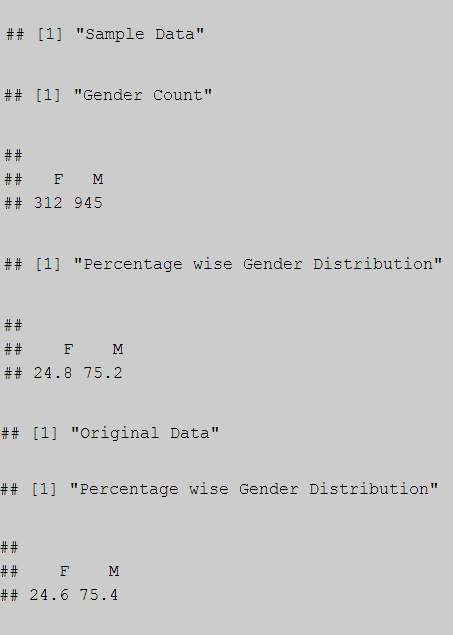 ## [1] "Sample Data"
## [1] "Gender Count"
##
##   F   M
## 312 945
## [1] "Percentage wise Gender Distribution"
##
##    F    M
## 24.8 75.2
## [1] "Original Data"
## [1] "Percentage wise Gender Distribution"
##
##    F    M
## 24.6 75.4